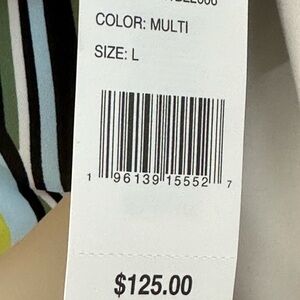 COLOR: MULTI
SIZE: L
1 96139 15552 7
$125.00